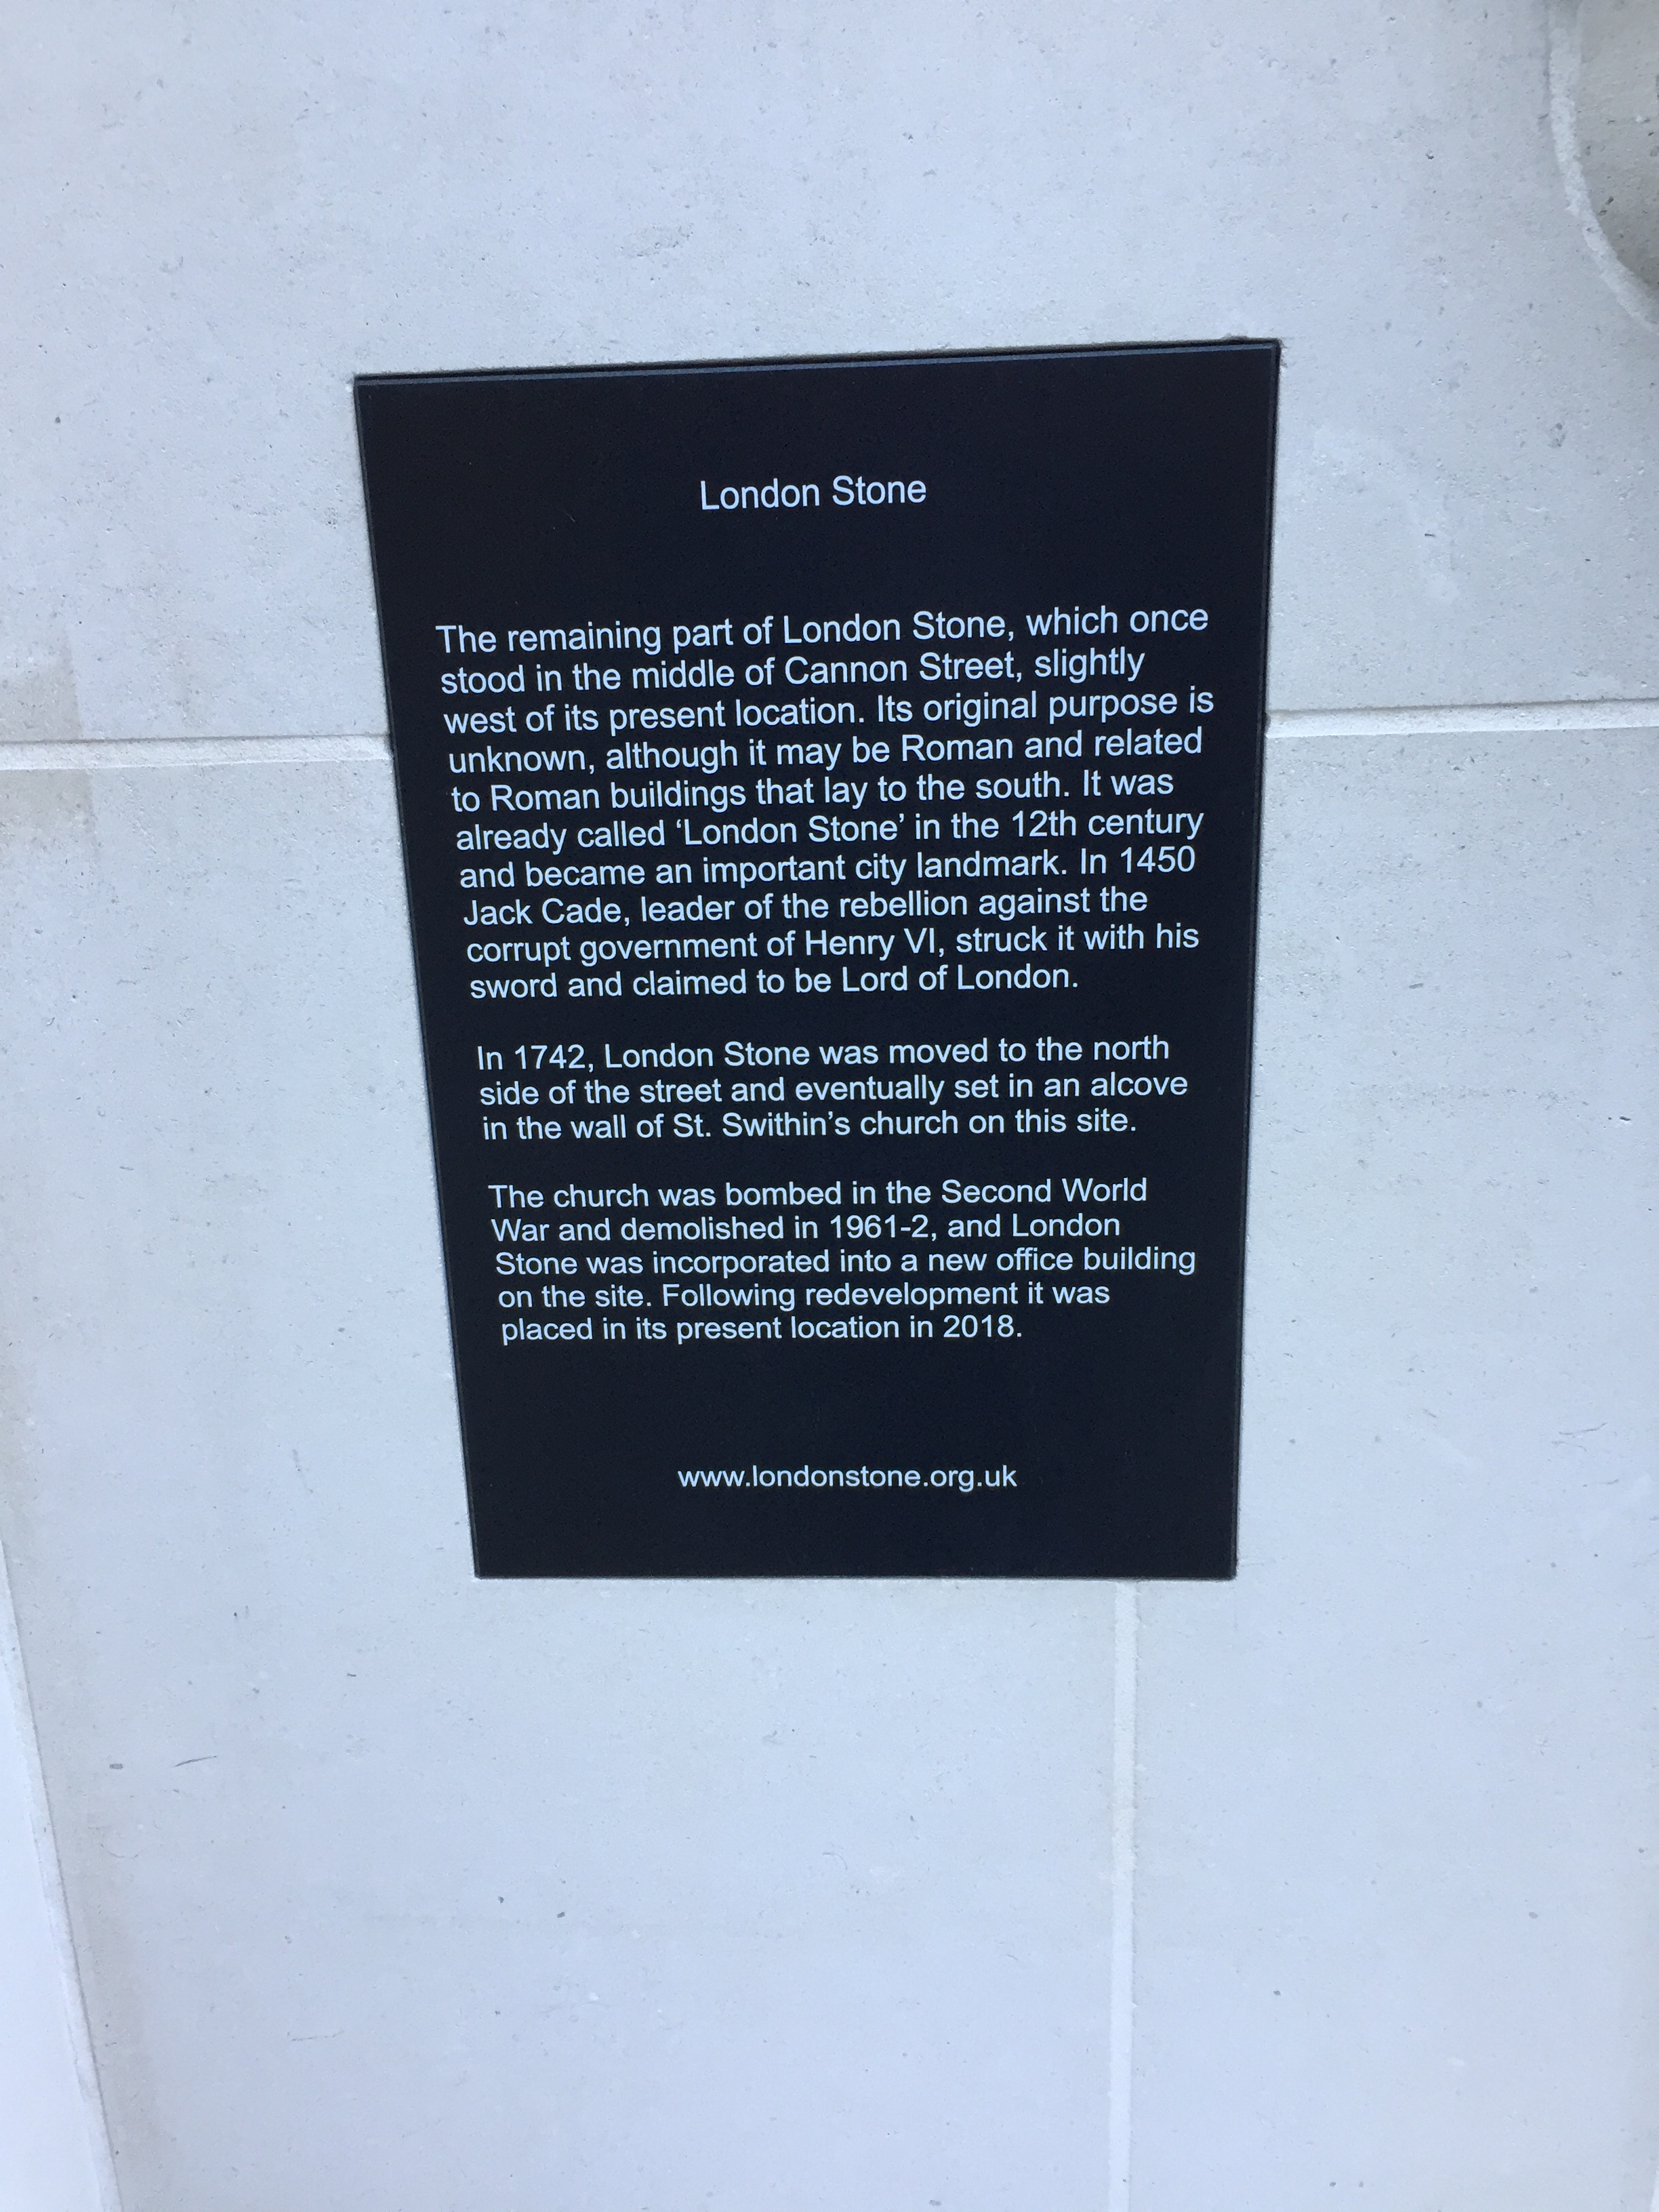 London Stone
The remaining part of London Stone, which once
stood in the middle of Cannon Street, slightly
west of its present location. Its original purpose is
unknown, although it may be Roman and related
to Roman buildings that lay to the south. It was
already called ‘London Stone’ in the 12th century
and became an important city landmark. In 1450
Jack Cade, leader of the rebellion against the
corrupt government of Henry VI, struck it with his
sword and claimed to be Lord of London.
In 1742, London Stone was moved to the north
side of the street and eventually set in an alcove
in the wall of St. Swithin’s church on this site.
The church was bombed in the Second World
War and demolished in 1961-2, and London
Stone was incorporated into a new office building
on the site. Following redevelopment it was
placed in its present location in 2018.
www.londonstone.org.uk